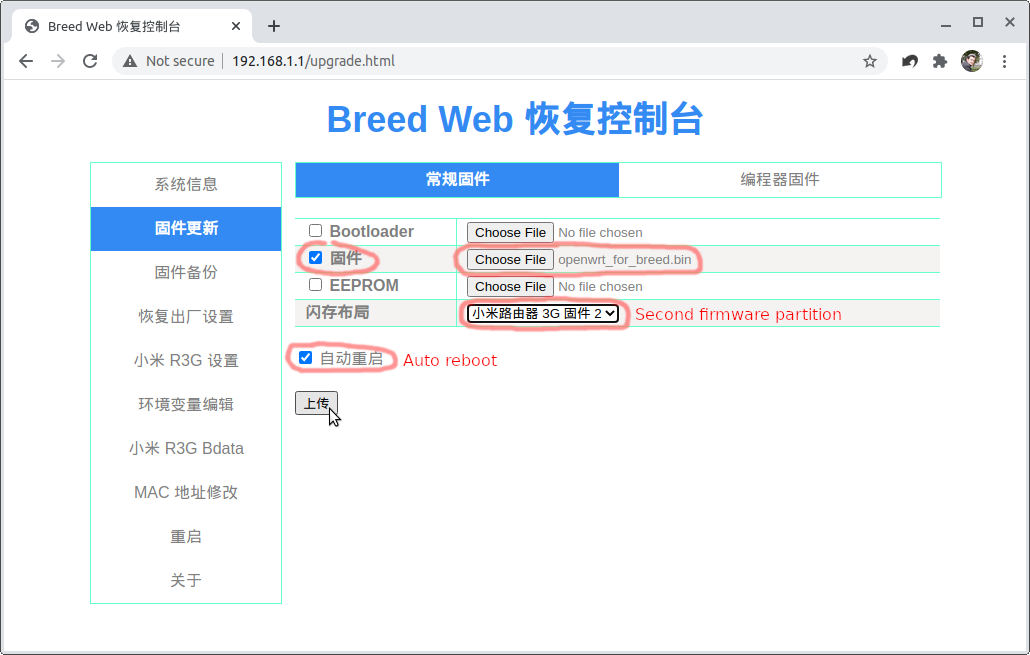 Breed Web 恢复控制台
Not secure 192.168.1.1/upgrade.html
Breed Web 恢复控制台
系统信息
固件更新
固件备份
恢复出厂设置
小米 R3G 设置
环境变量编辑
小米 R3G Bdata
MAC 地址修改
重启
关于
常规固件 编程器固件
Bootloader Choose File No file chosen
固件 Choose File openwrt_for_breed.bin
EEPROM Choose File No file chosen
闪存布局 小米路由器 3G 固件 2 Second firmware partition
自动重启 Auto reboot
上传